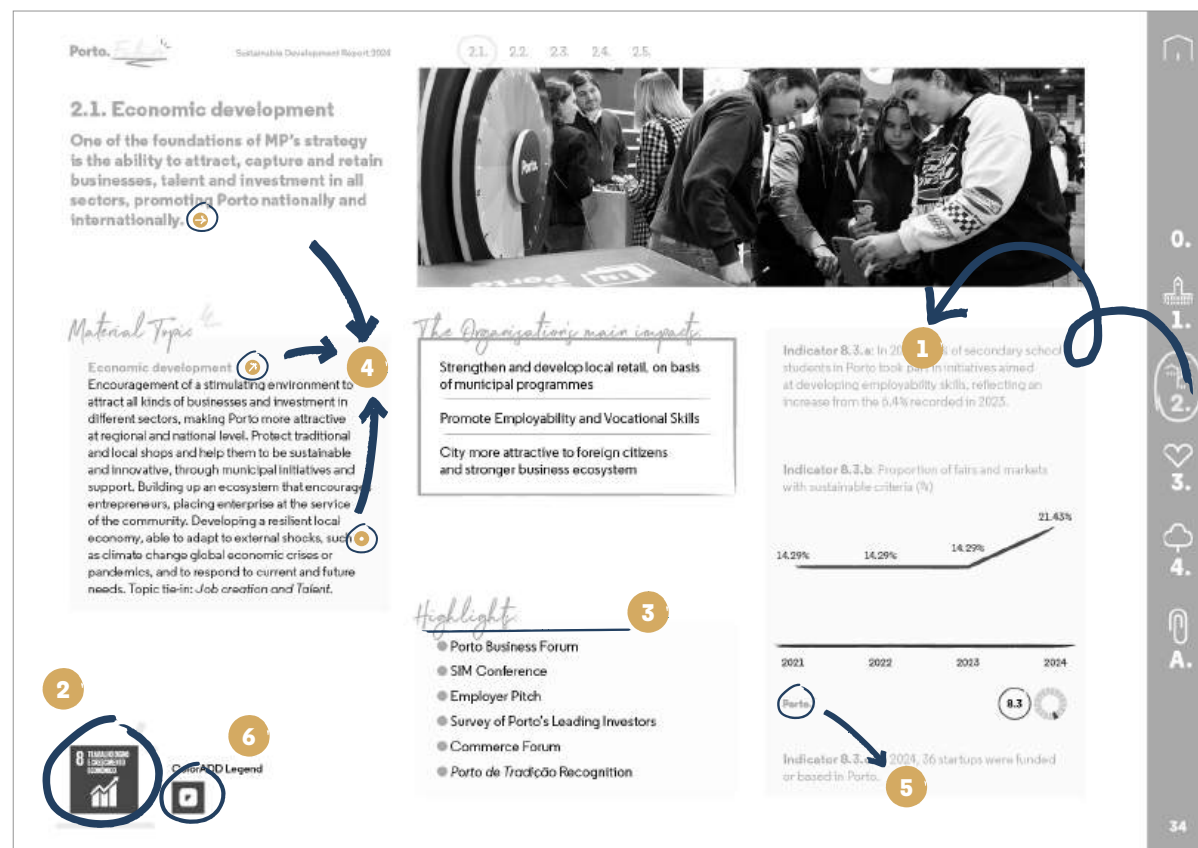 Porto.
Sustainable Development Report 2024
2.1. 2.2. 2.3. 2.4. 2.5.
2.1. Economic development
One of the foundations of MP's strategy
is the ability to attract, capture and retain
businesses, talent and investment in all
sectors, promoting Porto nationally and
internationally.
Porto.
IN
Porto
Material Topic
4
Economic development
Encouragement of a stimulating environment to
attract all kinds of businesses and investment in
different sectors, making Porto more attractive
at regional and national level. Protect traditional
and local shops and help them to be sustainable
and innovative, through municipal initiatives and
support. Building up an ecosystem that encourages
entrepreneurs, placing enterprise at the service
of the community. Developing a resilient local
economy, able to adapt to external shocks, such
as climate change global economic crises or
pandemics, and to respond to current and future
needs. Topic tie-in: Job creation and Talent.
2
8 TRABALHO DIGNO
E CRESCIMENTO
ECONÓMICO
6
ColorADD Legend
The Organisation's main impacts
Strengthen and develop local retail, on basis
of municipal programmes
Promote Employability and Vocational Skills
City more attractive to foreign citizens
and stronger business ecosystem
Highlights
3
Porto Business Forum
SIM Conference
Employer Pitch
Survey of Porto's Leading Investors
Commerce Forum
Porto de Tradição Recognition
1
Indicator 8.3.a: In % of secondary school
students in Porto took part in initiatives aimed
at developing employability skills, reflecting an
increase from the 6.4% recorded in 2023.
Indicator 8.3.b: Proportion of fairs and markets
with sustainable criteria (%)
14.29% 14.29% 14.29% 21.43%
2021 2022 2023 2024
Porto.
8.3
Indicator 8.3. 2024, 36 startups were funded
or based in Porto.
5
0.
1.
2.
3.
4.
A.
34